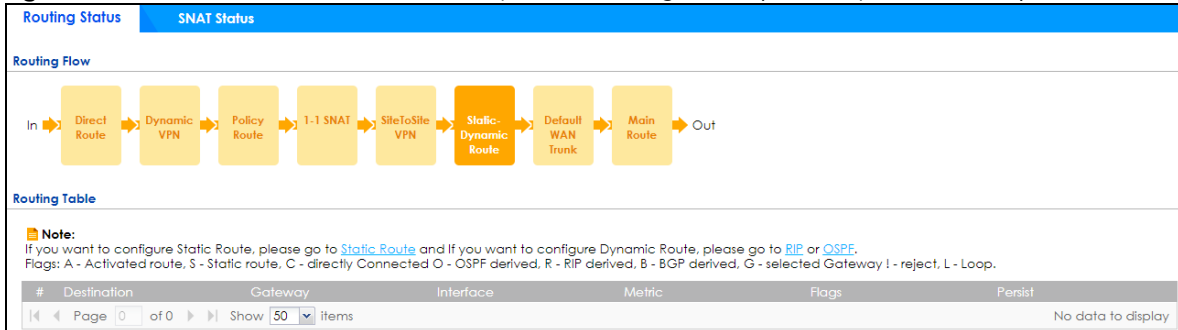 Routing Status SNAT Status
Routing Flow
In Direct Route Dynamic VPN Policy Route 1-1 SNAT SiteToSite VPN Static-Dynamic Route Default WAN Trunk Main Route Out
Routing Table
Note:
If you want to configure Static Route, please go to Static Route and If you want to configure Dynamic Route, please go to RIP or OSPF.
Flags: A - Activated route, S - Static route, C - directly Connected O - OSPF derived, R - RIP derived, B - BGP derived, G - selected Gateway ! - reject, L - Loop.
# Destination Gateway Interface Metric Flags Persist
Page 0 of 0 Show 50 items No data to display